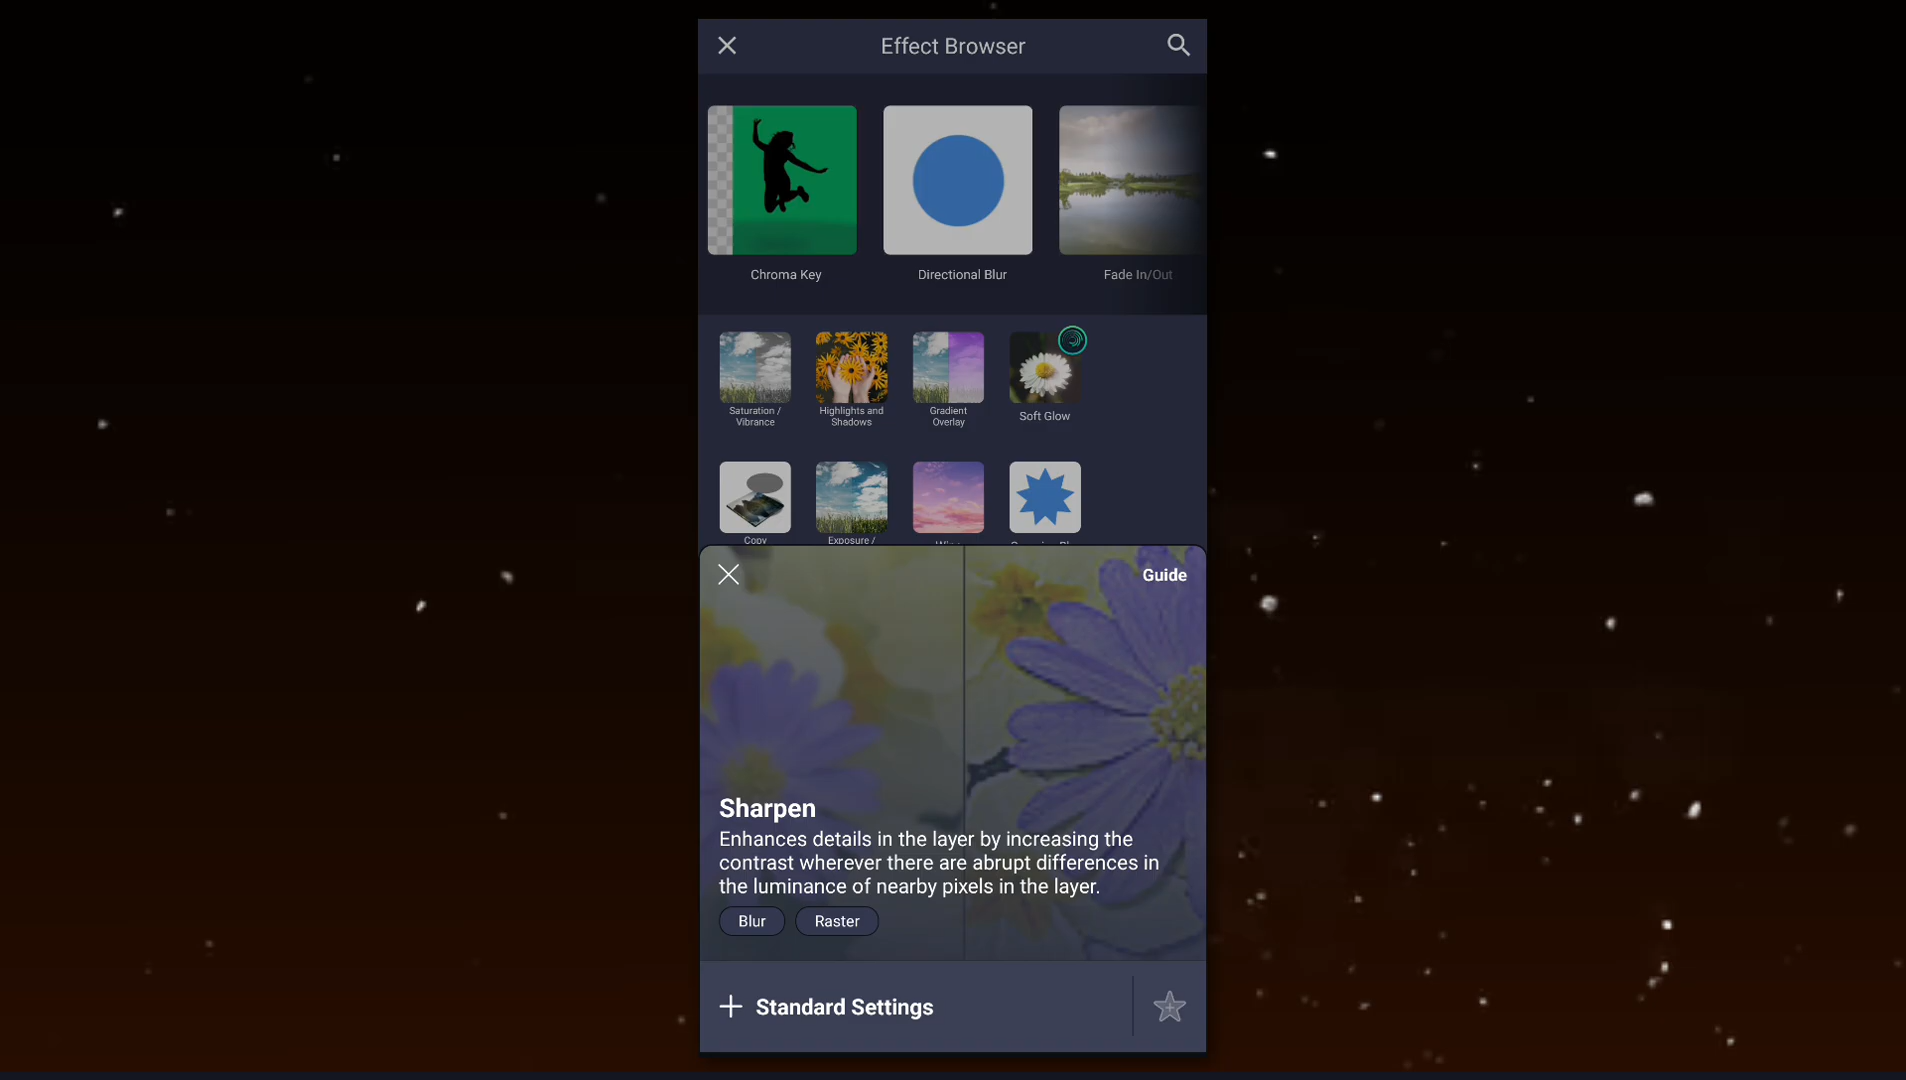 Effect Browser
Chroma Key
Directional Blur
Fade In/Out
Saturation /
Vibrance
Highlights and
Shadows
Gradient
Overlay
Soft Glow
Copy
Exposure /
Guide
Sharpen
Enhances details in the layer by increasing the
contrast wherever there are abrupt differences in
the luminance of nearby pixels in the layer.
Blur
Raster
Standard Settings